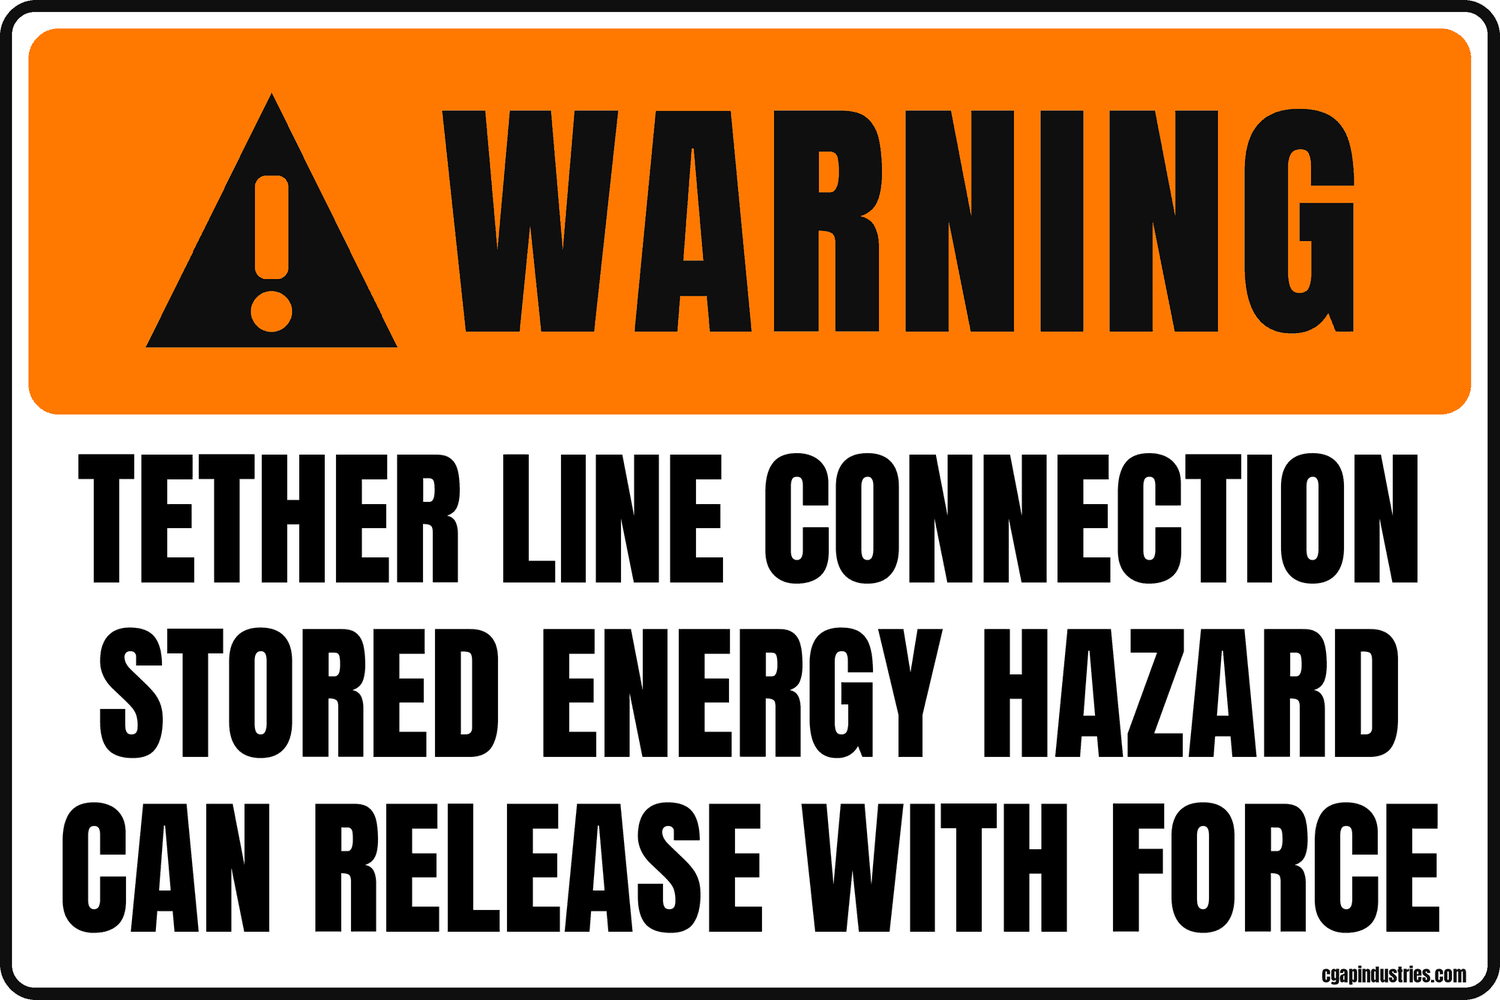 WARNING
TETHER LINE CONNECTION
STORED ENERGY HAZARD
CAN RELEASE WITH FORCE
cgapindustries.com